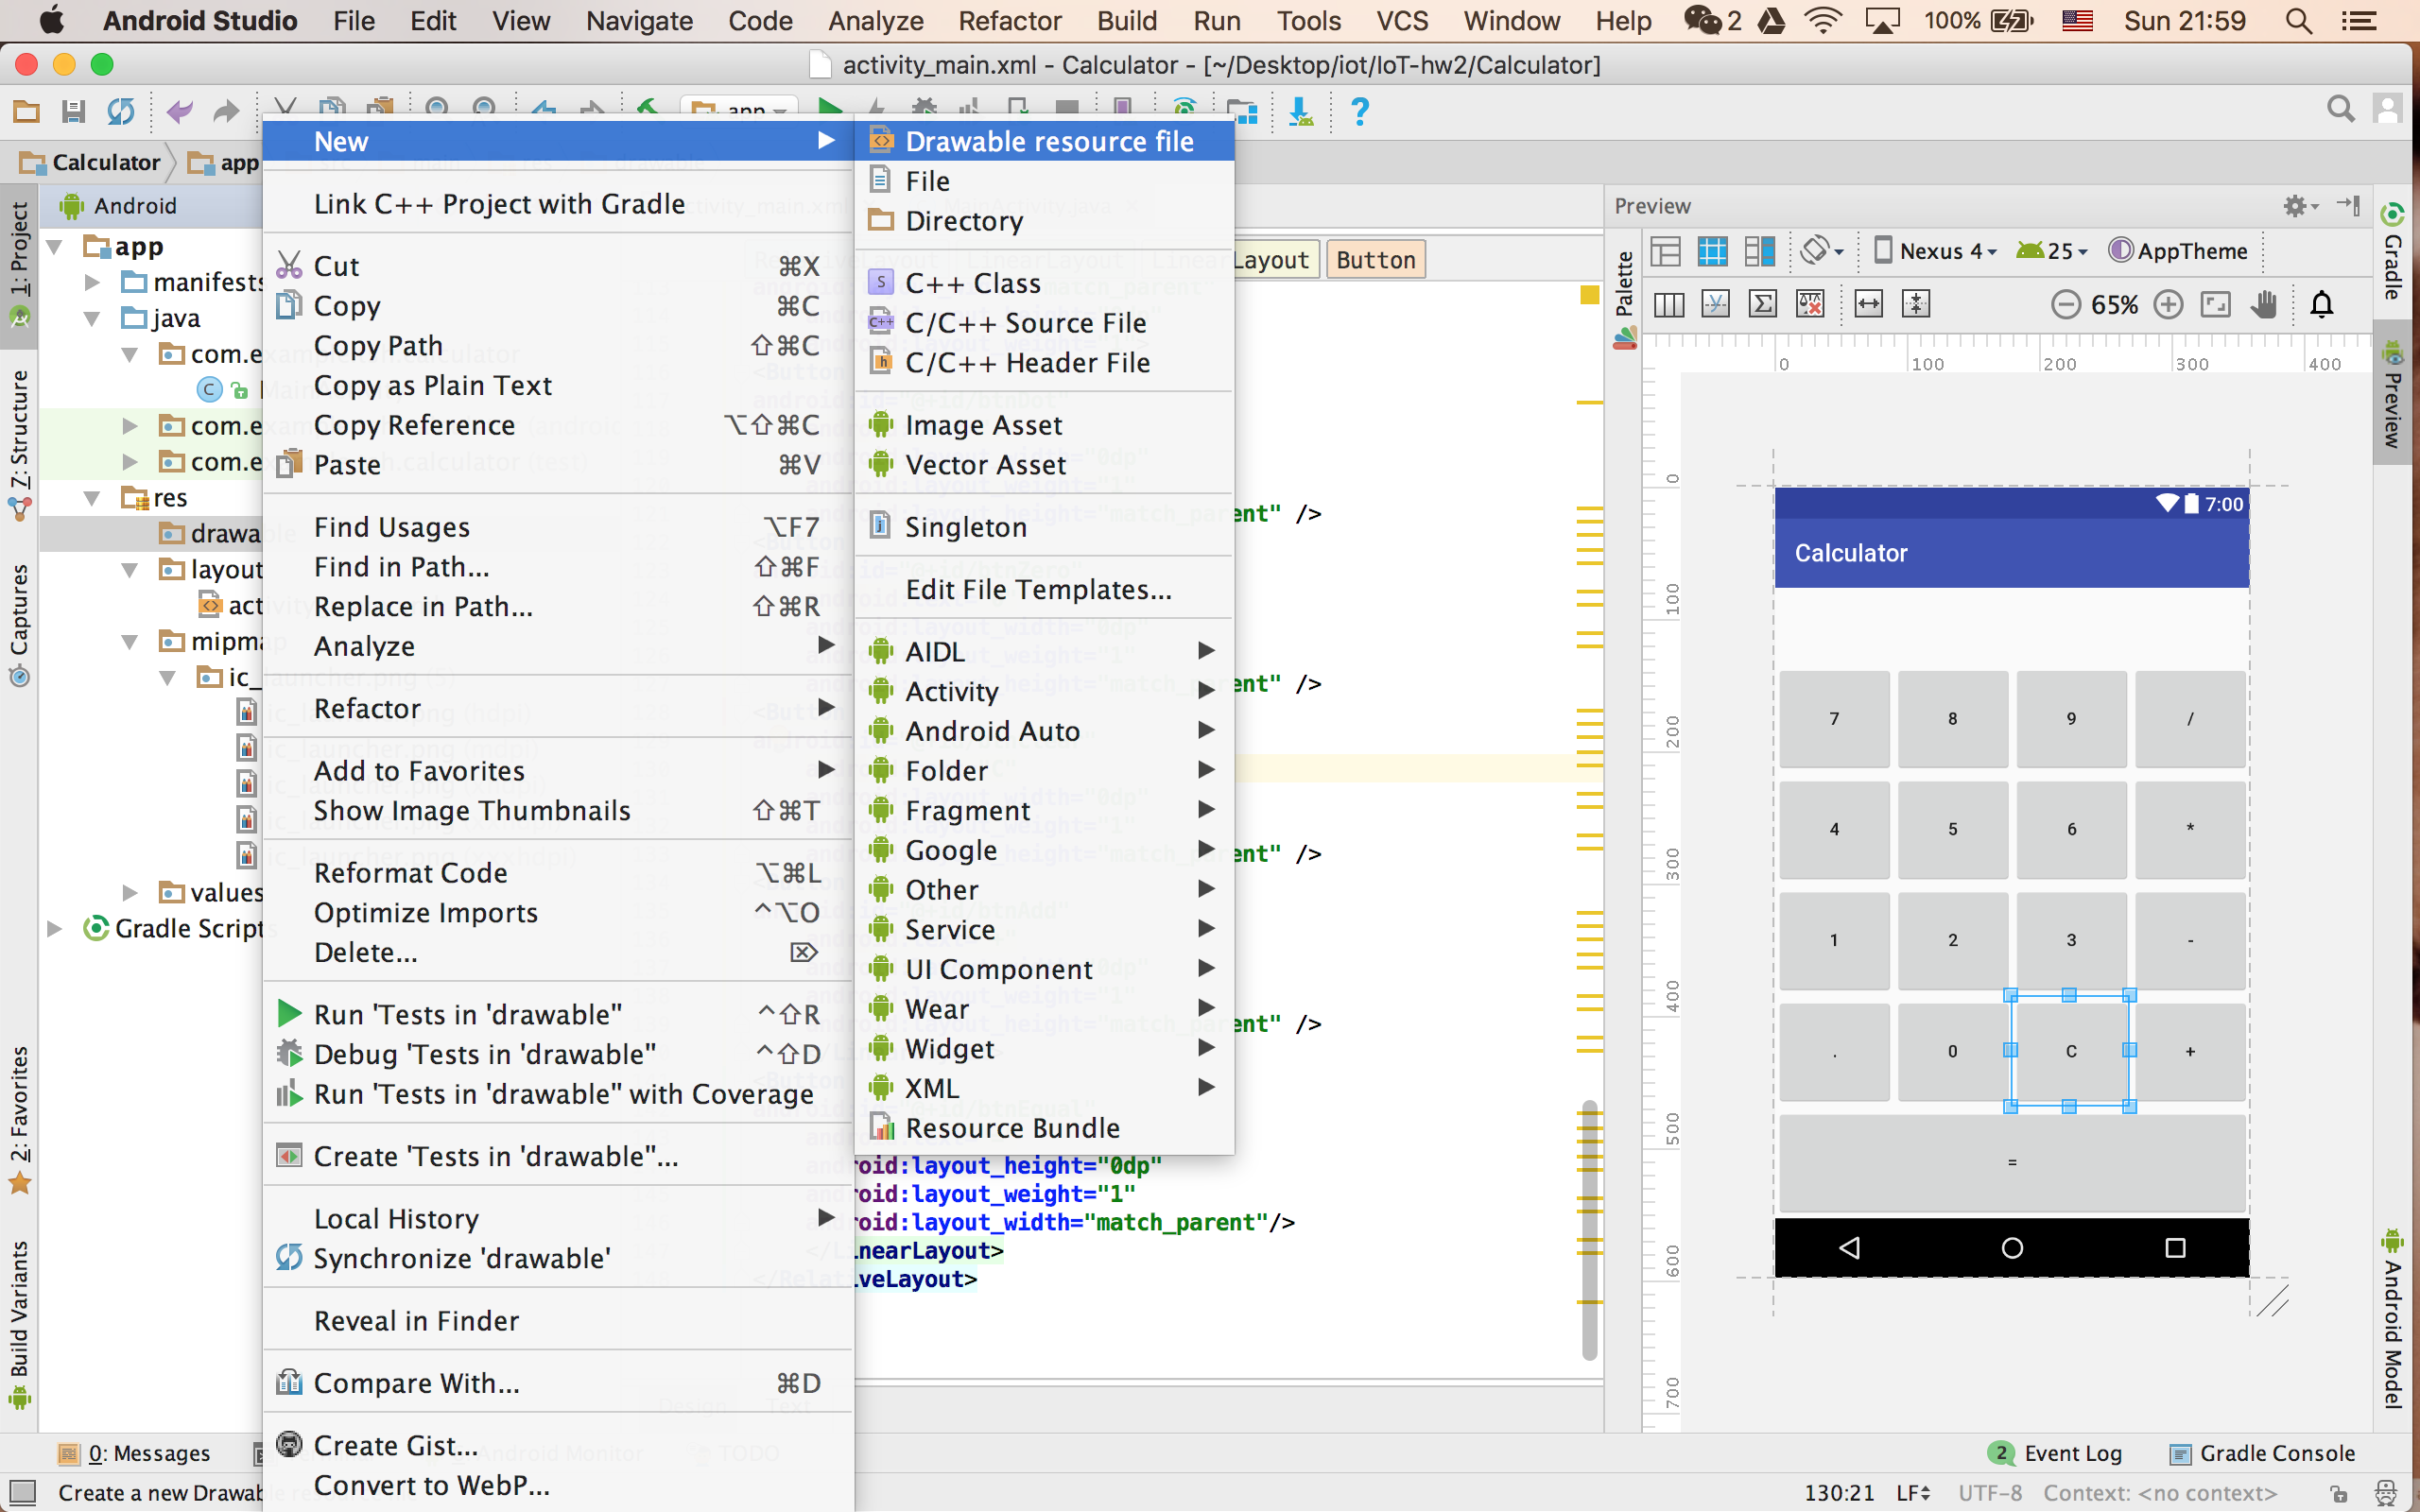 Android Studio File Edit View Navigate Code Analyze Refactor Build Run Tools VCS Window Help 2 100% Sun 21:59
activity_main.xml - Calculator - [~/Desktop/iot/IoT-hw2/Calculator]
app
Calculator app
1: Project
Z: Structure
Captures
2: Favorites
Build Variants
Android
app
manifests
java
com.e
com.e
com.e
res
drawa
layout
act
mipma
ic_
values
Gradle Script
New
Link C++ Project with Gradle
Cut ⌘X
Copy ⌘C
Copy Path ⇧⌘C
Copy as Plain Text
Copy Reference ⌥⇧⌘C
Paste ⌘V
Find Usages ⌥F7
Find in Path... ⇧⌘F
Replace in Path... ⇧⌘R
Analyze
Refactor
Add to Favorites
Show Image Thumbnails ⇧⌘T
Reformat Code ⌥⌘L
Optimize Imports ^⌥O
Delete... ⌦
Run 'Tests in 'drawable'' ^⇧R
Debug 'Tests in 'drawable'' ^⇧D
Run 'Tests in 'drawable'' with Coverage
Create 'Tests in 'drawable''...
Local History
Synchronize 'drawable'
Reveal in Finder
Compare With... ⌘D
Create Gist...
Convert to WebP...
Drawable resource file
File
Directory
C++ Class
C/C++ Source File
C/C++ Header File
Image Asset
Vector Asset
Singleton
Edit File Templates...
AIDL
Activity
Android Auto
Folder
Fragment
Google
Other
Service
UI Component
Wear
Widget
XML
Resource Bundle
Layout Button
ent" />
ent" />
ent" />
ent" />
roid:layout_height="0dp"
roid:layout_weight="1"
roid:layout_width="match_parent"/>
</LinearLayout>
</RelativeLayout>
Preview
Palette
Nexus 4 25 AppTheme
65%
0 100 200 300 400
0
100
200
300
400
500
600
700
7:00
Calculator
7 8 9 /
4 5 6 *
1 2 3 -
. 0 C +
=
Gradle
Preview
Android Model
0: Messages
2 Event Log Gradle Console
Create a new Drawab
130:21 LF UTF-8 Context: <no context>